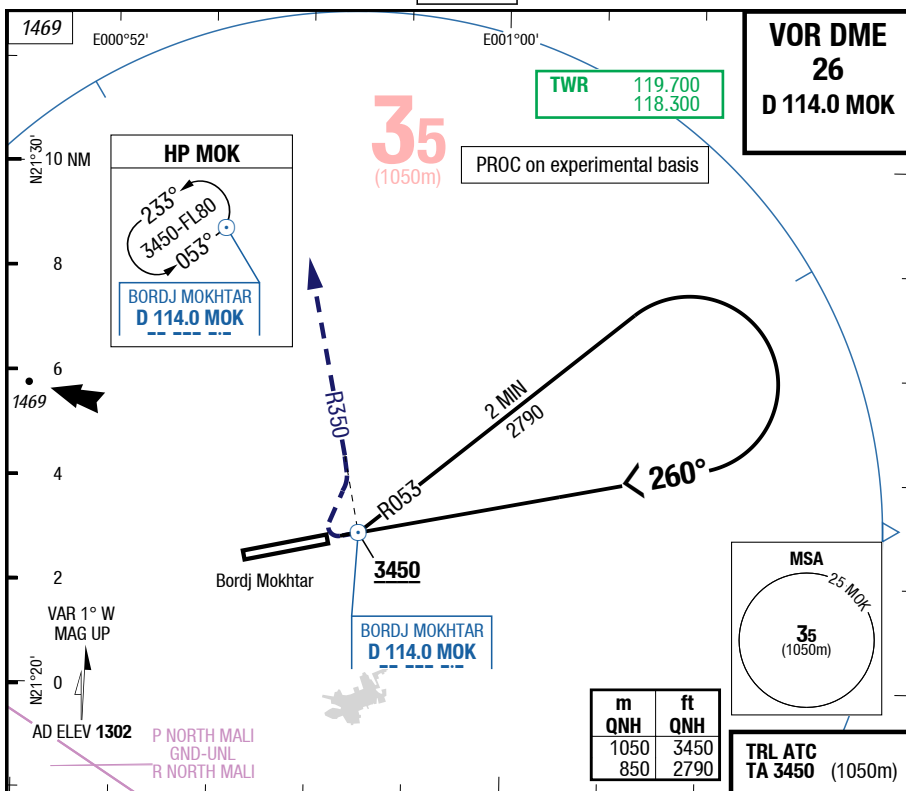 1469
E000°52'
E001°00'
VOR DME
26
D 114.0 MOK
TWR 119.700
118.300
35
(1050m)
PROC on experimental basis
N21°30'
10 NM
HP MOK
233°
3450-FL80
053°
BORDJ MOKHTAR
D 114.0 MOK
8
6
1469
R350
2 MIN
2790
4
R053
260°
3450
Bordj Mokhtar
2
BORDJ MOKHTAR
D 114.0 MOK
MSA
25 MOK
35
(1050m)
VAR 1° W
MAG UP
N21°20'
0
AD ELEV 1302
P NORTH MALI
GND-UNL
R NORTH MALI
m ft
QNH QNH
1050 3450
850 2790
TRL ATC
TA 3450 (1050m)